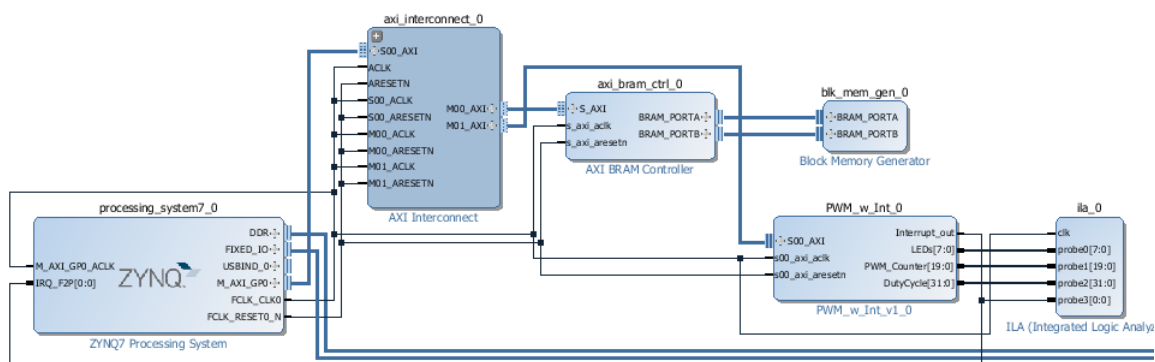 axi_interconnect_0
S00_AXI
ACLK
ARESETN
S00_ACLK
S00_ARESETN
M00_ACLK
M00_ARESETN
M01_ACLK
M01_ARESETN
M00_AXI
M01_AXI
AXI Interconnect
axi_bram_ctrl_0
S_AXI
s_axi_aclk
s_axi_aresetn
BRAM_PORTA
BRAM_PORTB
AXI BRAM Controller
blk_mem_gen_0
BRAM_PORTA
BRAM_PORTB
Block Memory Generator
processing_system7_0
M_AXI_GP0_ACLK
IRQ_F2P[0:0]
ZYNQ
DDR
FIXED_IO
USBIND_0
M_AXI_GP0
FCLK_CLK0
FCLK_RESET0_N
ZYNQ7 Processing System
PWM_w_Int_0
S00_AXI
s00_axi_aclk
s00_axi_aresetn
Interrupt_out
LEDs[7:0]
PWM_Counter[19:0]
DutyCycle[31:0]
PWM_w_Int_v1_0
ila_0
clk
probe0[7:0]
probe1[19:0]
probe2[31:0]
probe3[0:0]
ILA (Integrated Logic Analyz